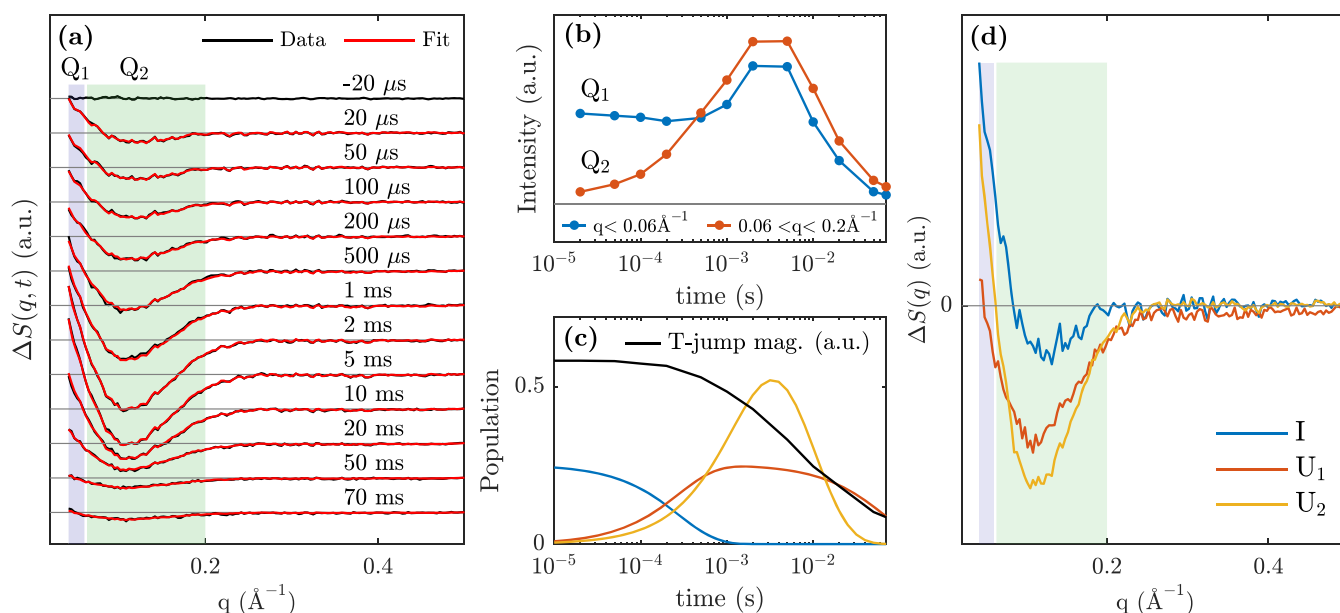 (a)
Data
Fit
Q₁
Q₂
-20 μs
20 μs
50 μs
100 μs
200 μs
500 μs
1 ms
2 ms
5 ms
10 ms
20 ms
50 ms
70 ms
ΔS(q, t) (a.u.)
0.2
0.4
q (Å⁻¹)
(b)
Intensity (a.u.)
Q₁
Q₂
q< 0.06Å⁻¹
0.06 <q< 0.2Å⁻¹
10⁻⁵
10⁻⁴
10⁻³
10⁻²
time (s)
(c)
T-jump mag. (a.u.)
Population
0.5
0
10⁻⁵
10⁻⁴
10⁻³
10⁻²
time (s)
(d)
ΔS(q) (a.u.)
0
I
U₁
U₂
0.2
0.4
q (Å⁻¹)